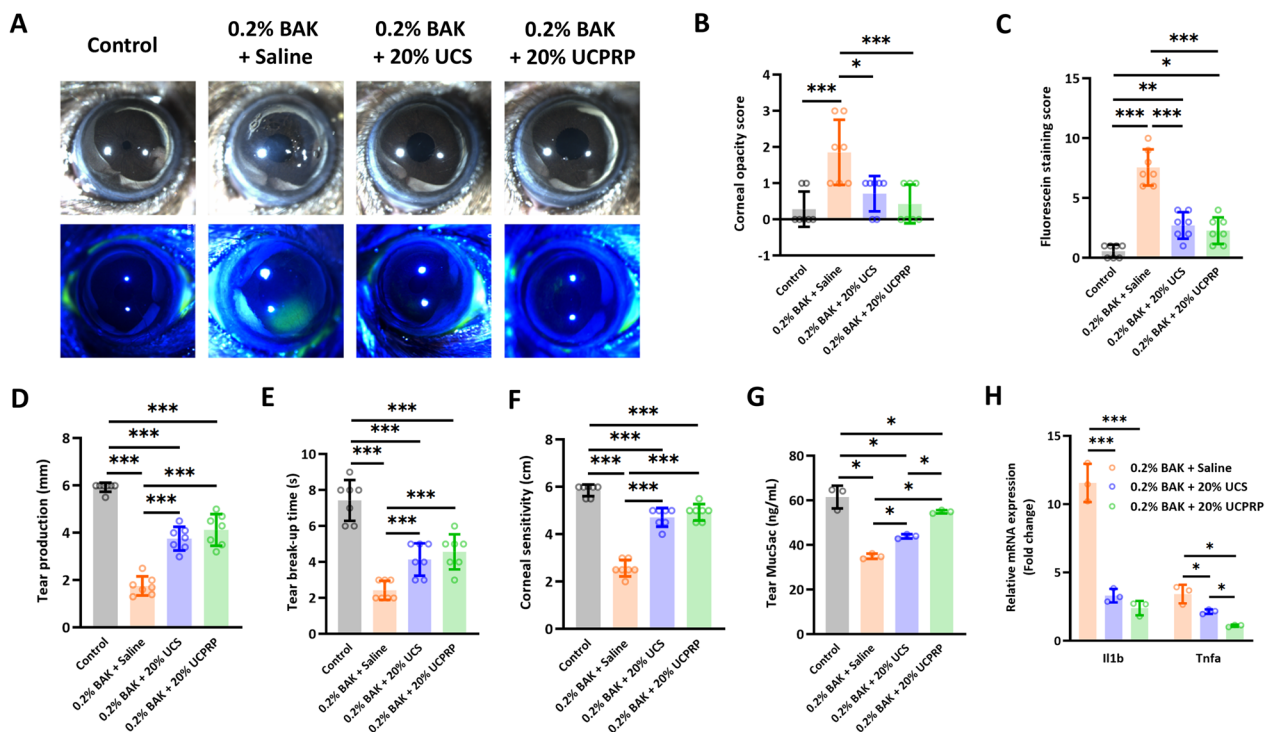 A
Control
0.2% BAK
+ Saline
0.2% BAK
+ 20% UCS
0.2% BAK
+ 20% UCPRP
B
***
*
***
Corneal opacity score
4
3
2
1
0
-1
Control
0.2% BAK + Saline
0.2% BAK + 20% UCS
0.2% BAK + 20% UCPRP
C
***
*
**
*** ***
Fluorescein staining score
15
10
5
0
Control
0.2% BAK + Saline
0.2% BAK + 20% UCS
0.2% BAK + 20% UCPRP
D
***
***
*** ***
***
Tear production (mm)
8
6
4
2
0
Control
0.2% BAK + Saline
0.2% BAK + 20% UCS
0.2% BAK + 20% UCPRP
E
***
***
***
***
***
Tear break-up time (s)
10
8
6
4
2
0
Control
0.2% BAK + Saline
0.2% BAK + 20% UCS
0.2% BAK + 20% UCPRP
F
***
***
*** ***
***
Corneal sensitivity (cm)
8
6
4
2
0
Control
0.2% BAK + Saline
0.2% BAK + 20% UCS
0.2% BAK + 20% UCPRP
G
*
*
* *
*
*
Tear Muc5ac (ng/mL)
80
60
40
20
0
Control
0.2% BAK + Saline
0.2% BAK + 20% UCS
0.2% BAK + 20% UCPRP
H
***
***
0.2% BAK + Saline
0.2% BAK + 20% UCS
0.2% BAK + 20% UCPRP
*
*
*
Relative mRNA expression
(Fold change)
15
10
5
0
Il1b
Tnfa